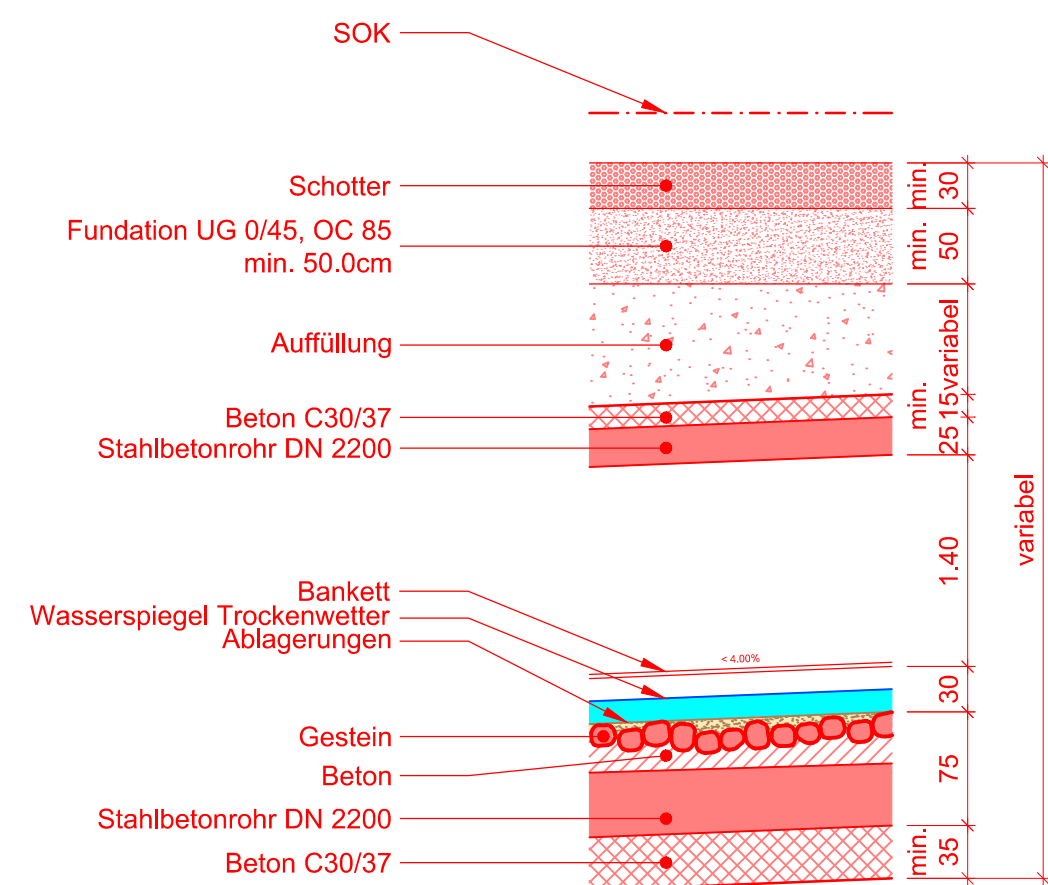 SOK
Schotter
min.
30
Fundation UG 0/45, OC 85
min. 50.0cm
min.
50
Auffüllung
variabel
Beton C30/37
min.
15
Stahlbetonrohr DN 2200
25
1.40
variabel
Bankett
Wasserspiegel Trockenwetter
Ablagerungen
< 4.00%
30
Gestein
Beton
75
Stahlbetonrohr DN 2200
Beton C30/37
min.
35